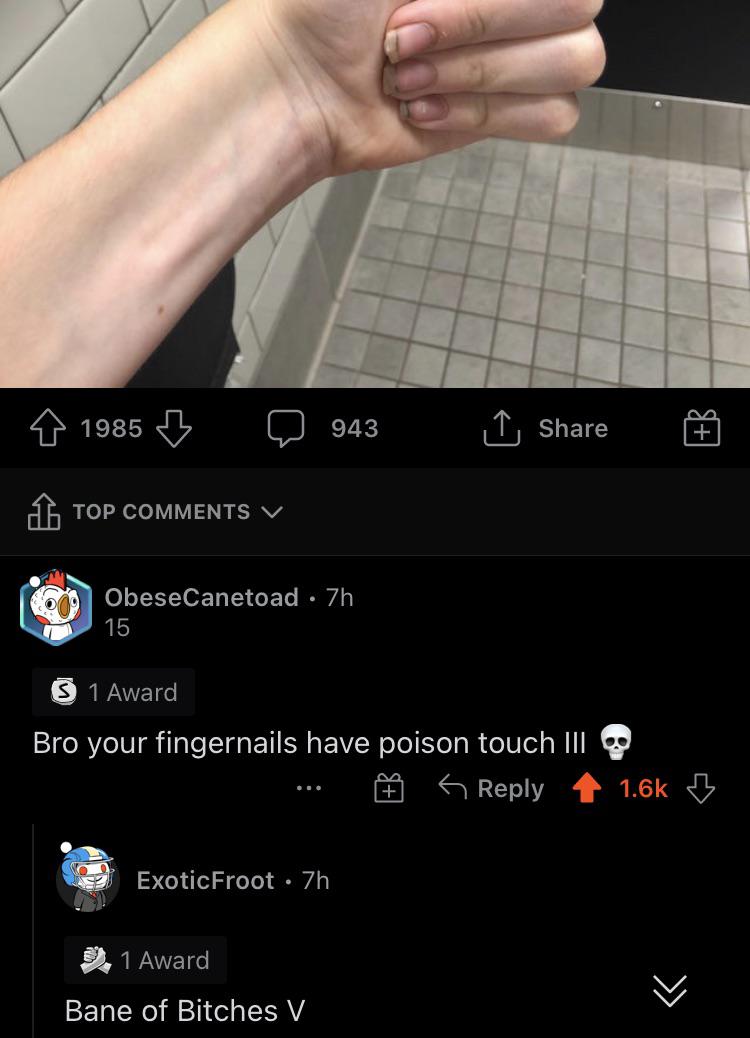 1985
943
Share
TOP COMMENTS
ObeseCanetoad • 7h
15
S 1 Award
Bro your fingernails have poison touch III 💀
... Reply 1.6k
ExoticFroot • 7h
1 Award
Bane of Bitches V